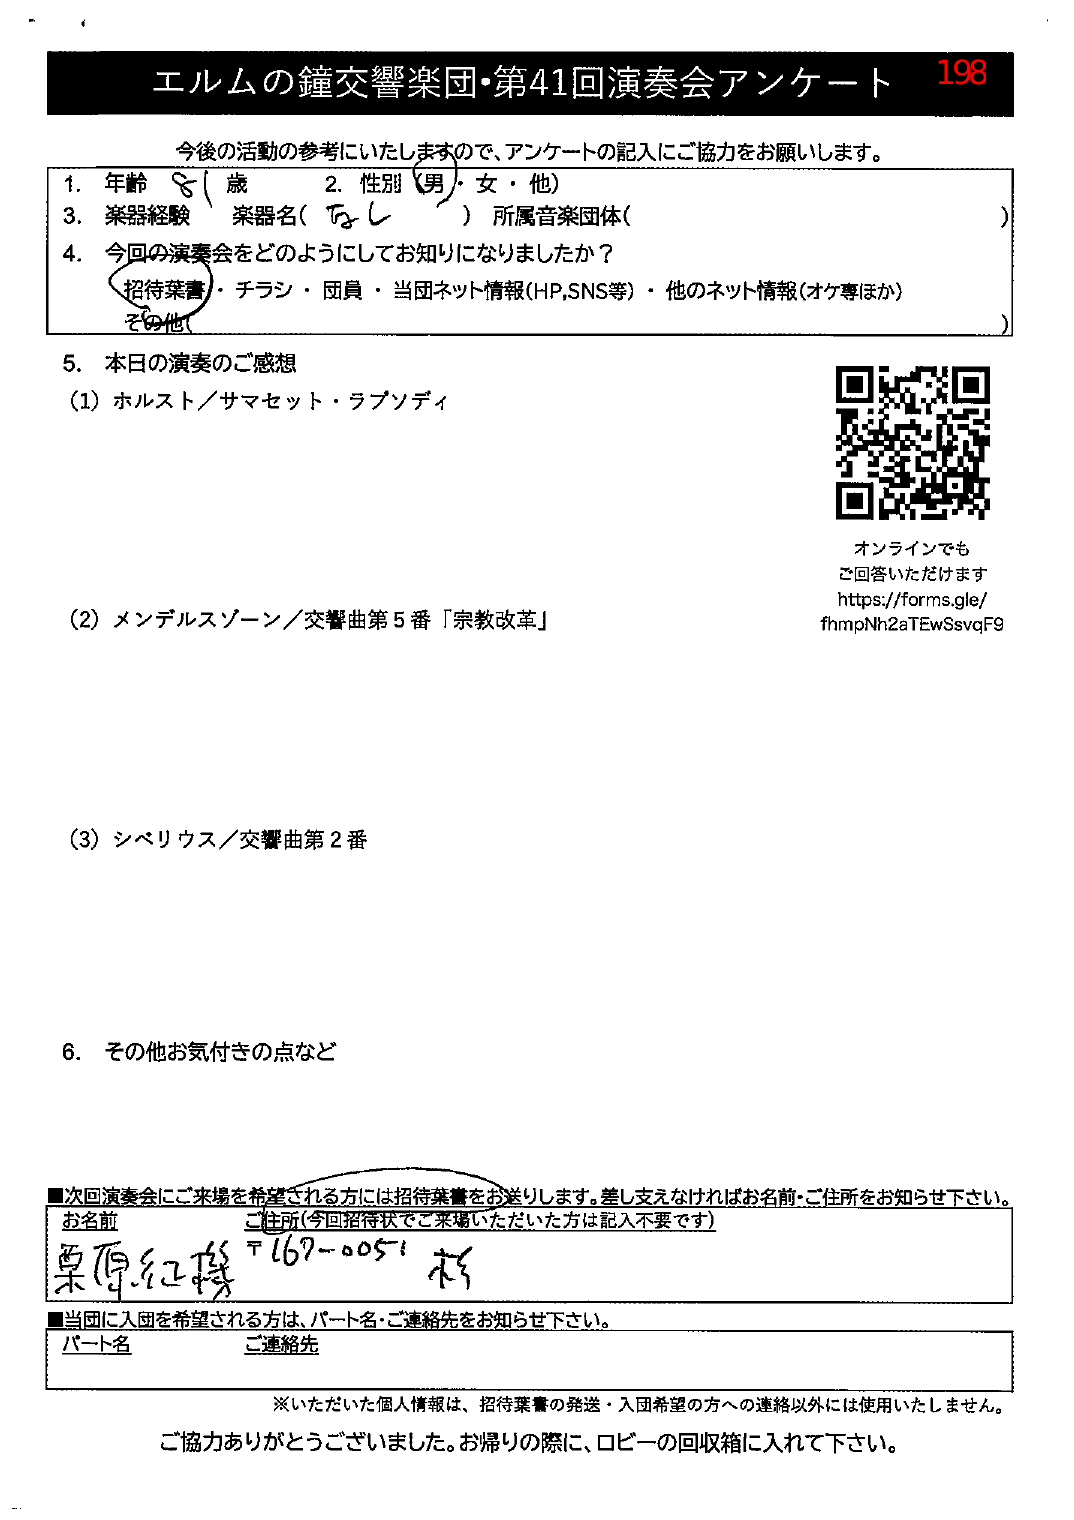 エルムの鐘交響楽団・第41回演奏会アンケート 198
今後の活動の参考にいたしますので、アンケートの記入にご協力をお願いします。
1. 年齢 81 歳 2. 性別 (男・女・他)
3. 楽器経験 楽器名( なし ) 所属音楽団体( )
4. 今回の演奏会をどのようにしてお知りになりましたか？
招待葉書・チラシ・団員・当団ネット情報(HP,SNS等)・他のネット情報(オケ専ほか)
その他( )
5. 本日の演奏のご感想
(1) ホルスト／サマセット・ラプソディ
オンラインでも
ご回答いただけます
https://forms.gle/
fhmpNh2aTEwSsvqF9
(2) メンデルスゾーン／交響曲第５番「宗教改革」
(3) シベリウス／交響曲第２番
6. その他お気付きの点など
■次回演奏会にご来場を希望される方には招待葉書をお送りします。差し支えなければお名前・ご住所をお知らせ下さい。
お名前 ご住所(今回招待状でご来場いただいた方は記入不要です)
栗原紅機 〒167-0051 杉
■当団に入団を希望される方は、パート名・ご連絡先をお知らせ下さい。
パート名 ご連絡先
※いただいた個人情報は、招待葉書の発送・入団希望の方への連絡以外には使用いたしません。
ご協力ありがとうございました。お帰りの際に、ロビーの回収箱に入れて下さい。